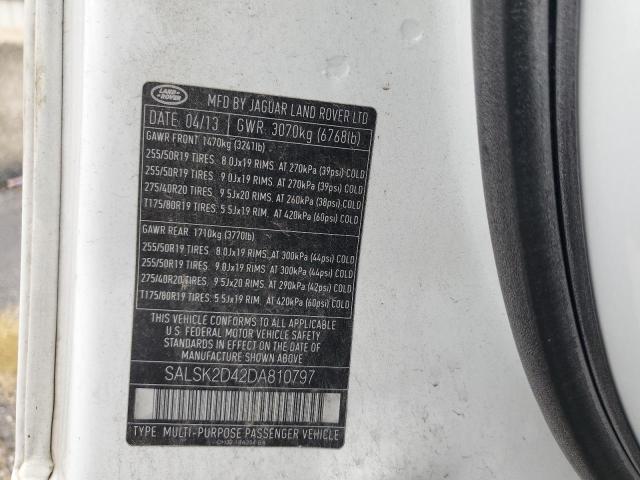 LAND ROVER
MFD BY JAGUAR LAND ROVER LTD
DATE: 04/13 GWR: 3070kg (6768lb)
GAWR FRONT 1470kg (3241lb)
255/50R19 TIRES 8.0Jx19 RIMS. AT 270kPa (39psi) COLD
255/50R19 TIRES 9.0Jx19 RIMS. AT 270kPa (39psi) COLD
275/40R20 TIRES 9.5Jx20 RIMS. AT 260kPa (38psi) COLD
T175/80R19 TIRES: 5.5Jx19 RIM. AT 420kPa (60psi) COLD
GAWR REAR 1710kg (3770lb)
255/50R19 TIRES 8.0Jx19 RIMS. AT 300kPa (44psi) COLD
255/50R19 TIRES 9.0Jx19 RIMS. AT 300kPa (44psi) COLD
275/40R20 TIRES 9.5Jx20 RIMS. AT 290kPa (42psi) COLD
T175/80R19 TIRES 5.5Jx19 RIM. AT 420kPa (60psi) COLD
THIS VEHICLE CONFORMS TO ALL APPLICABLE
U.S. FEDERAL MOTOR VEHICLE SAFETY
STANDARDS IN EFFECT ON THE DATE OF
MANUFACTURE SHOWN ABOVE.
SALSK2D42DA810797
TYPE: MULTI-PURPOSE PASSENGER VEHICLE